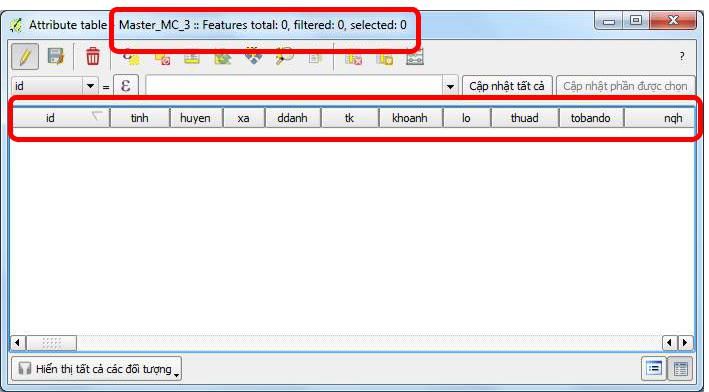 Attribute table Master_MC_3 :: Features total: 0, filtered: 0, selected: 0
?
id = ε Cập nhật tất cả Cập nhật phần được chọn
id tinh huyen xa ddanh tk khoanh lo thuad tobando nqh
Hiển thị tất cả các đối tượng